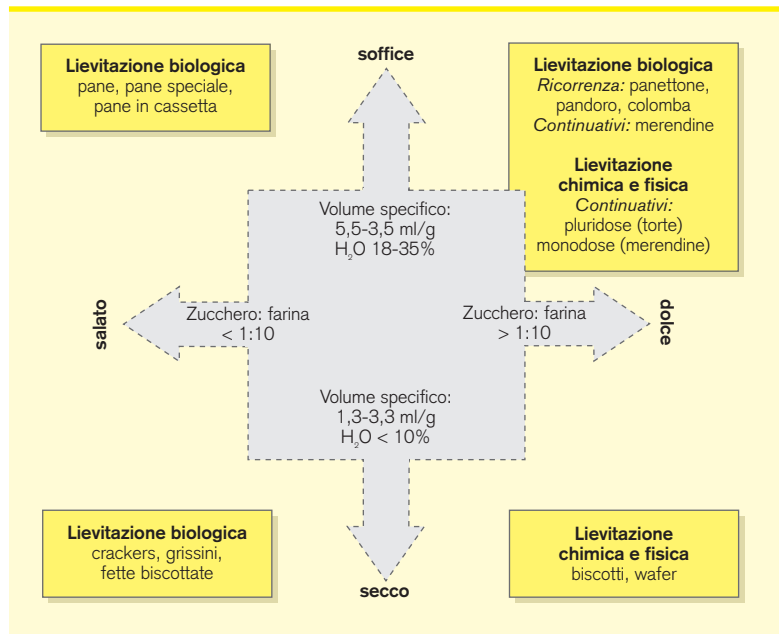 Lievitazione biologica
pane, pane speciale,
pane in cassetta
soffice
Lievitazione biologica
Ricorrenza: panettone,
pandoro, colomba
Continuativi: merendine
Lievitazione
chimica e fisica
Continuativi:
pluridose (torte)
monodose (merendine)
Volume specifico:
5,5-3,5 ml/g
H₂O 18-35%
salato
Zucchero: farina
< 1:10
Zucchero: farina
> 1:10
dolce
Volume specifico:
1,3-3,3 ml/g
H₂O < 10%
Lievitazione biologica
crackers, grissini,
fette biscottate
secco
Lievitazione
chimica e fisica
biscotti, wafer